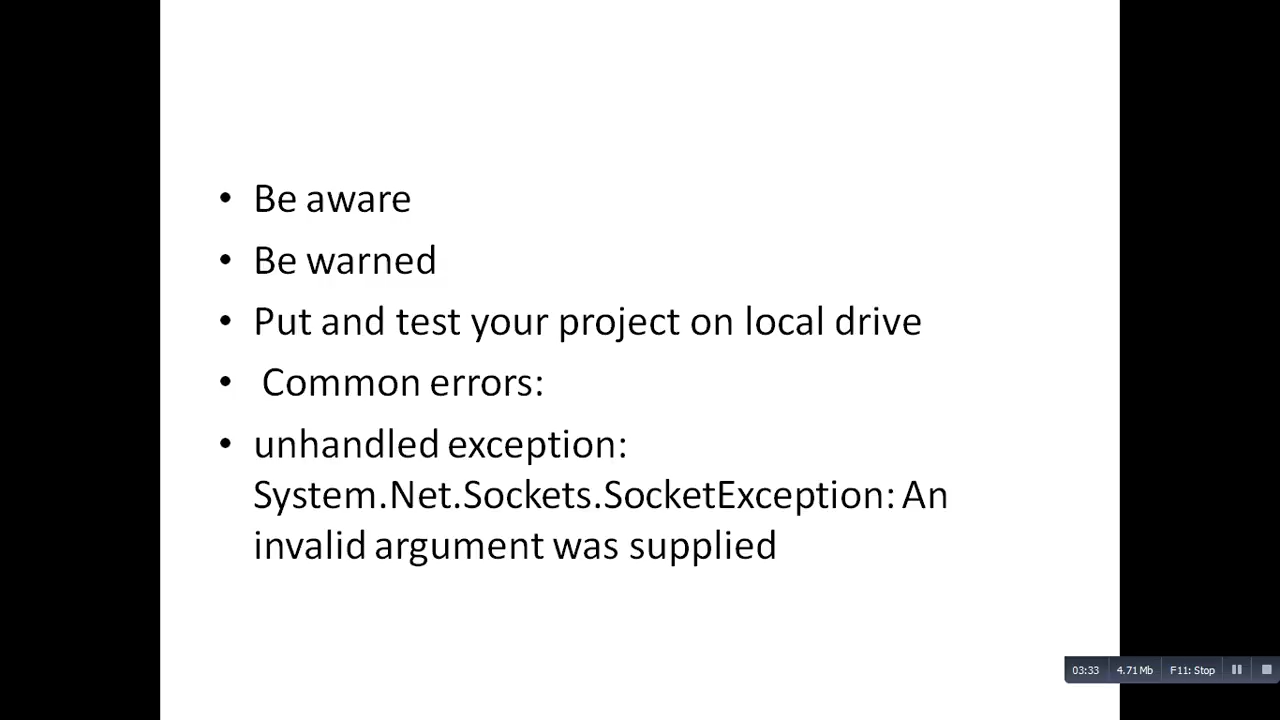 • Be aware
• Be warned
• Put and test your project on local drive
• Common errors:
• unhandled exception:
System.Net.Sockets.SocketException: An
invalid argument was supplied
03:33 4.71 Mb F11: Stop